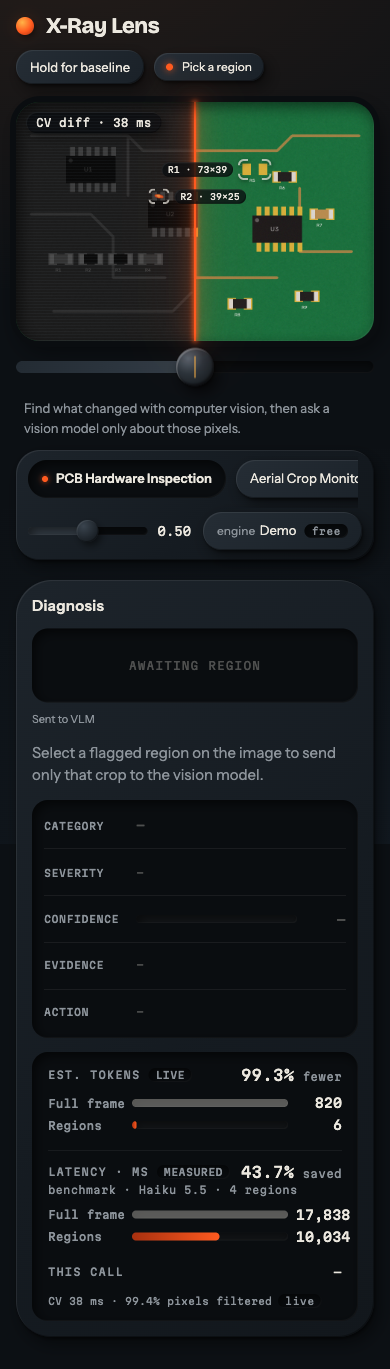 X-Ray Lens
Hold for baseline
Pick a region
CV diff · 38 ms
R1 · 73×39
R2 · 39×25
U3
R6
R7
Find what changed with computer vision, then ask a
vision model only about those pixels.
PCB Hardware Inspection
Aerial Crop Monito
0.50
engine Demo free
Diagnosis
AWAITING REGION
Sent to VLM
Select a flagged region on the image to send
only that crop to the vision model.
CATEGORY –
SEVERITY –
CONFIDENCE –
EVIDENCE –
ACTION –
EST. TOKENS LIVE 99.3% fewer
Full frame 820
Regions 6
LATENCY · MS MEASURED 43.7% saved
benchmark · Haiku 5.5 · 4 regions
Full frame 17,838
Regions 10,034
THIS CALL –
CV 38 ms · 99.4% pixels filtered live